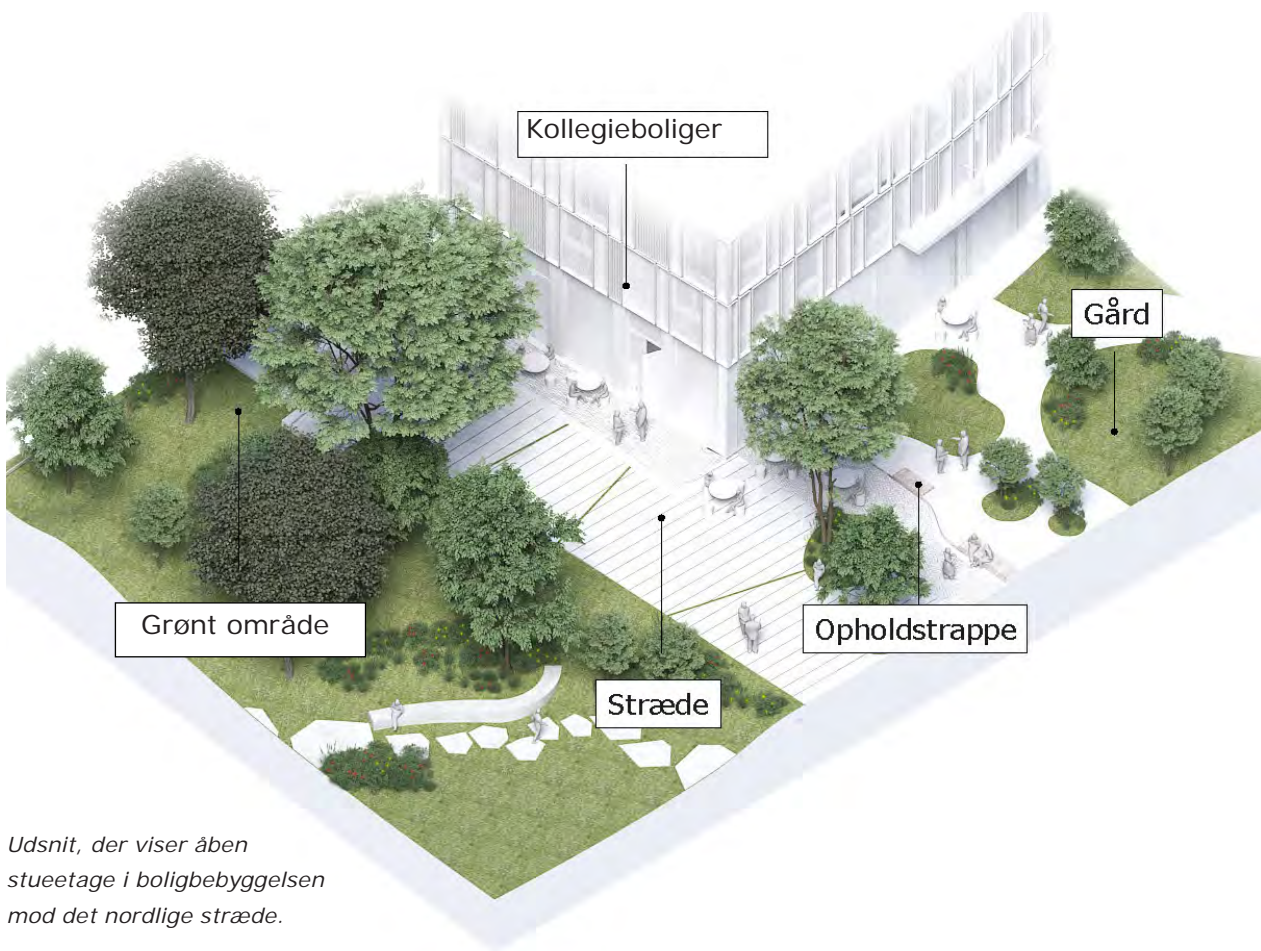 Kollegieboliger
Gård
Grønt område
Opholdstrappe
Stræde
Udsnit, der viser åben
stueetage i boligbebyggelsen
mod det nordlige stræde.